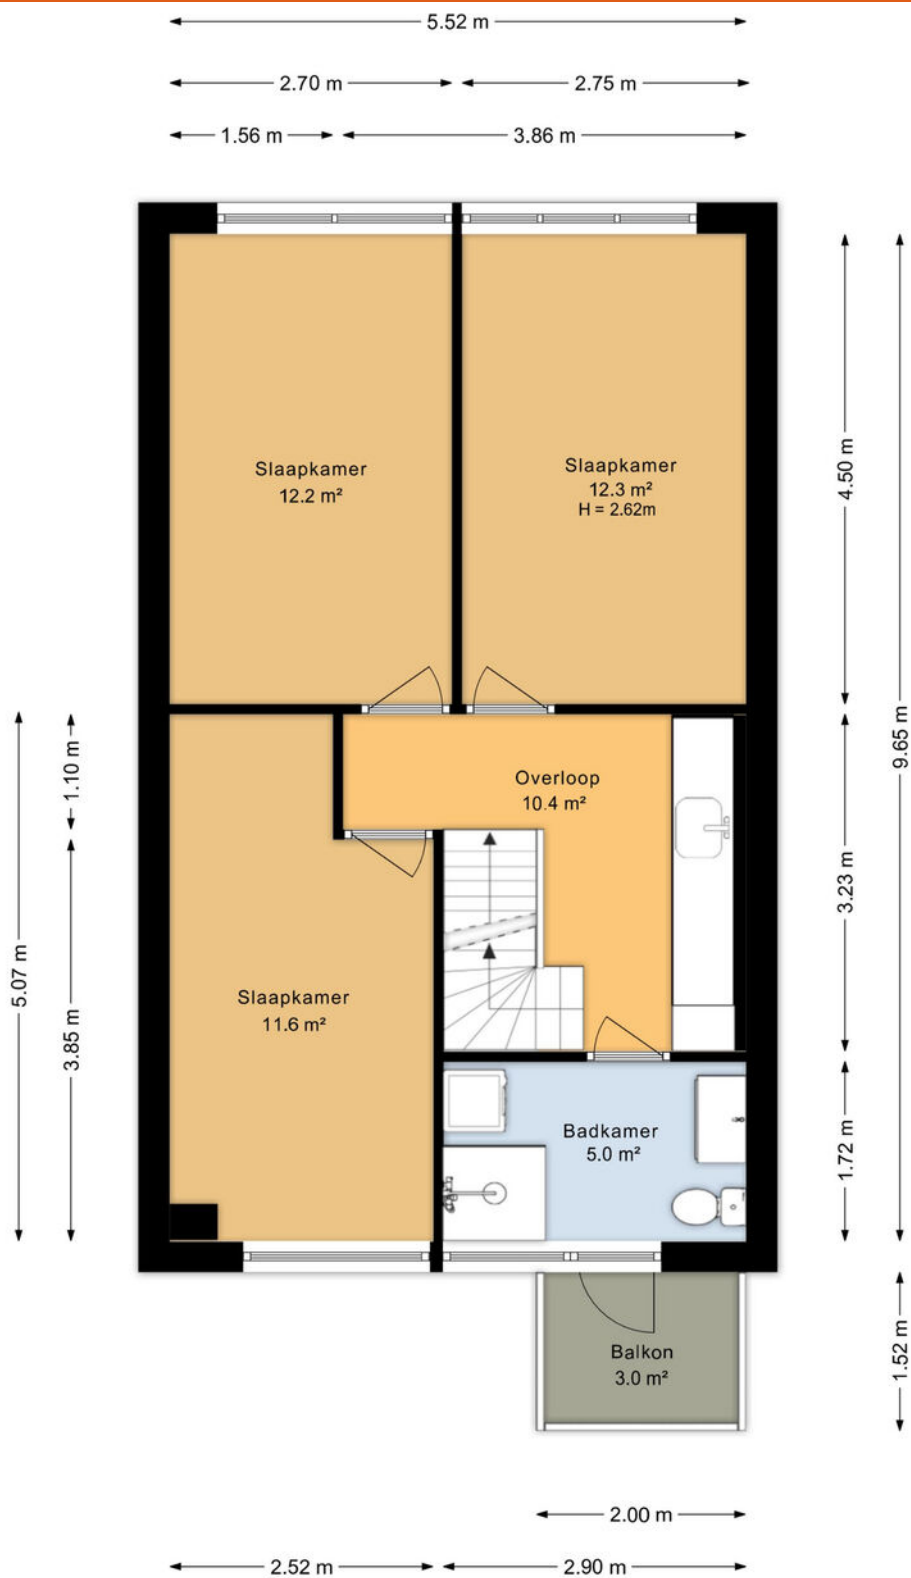 5.52 m
2.70 m
2.75 m
1.56 m
3.86 m
Slaapkamer
12.2 m²
Slaapkamer
12.3 m²
H = 2.62m
4.50 m
9.65 m
5.07 m
1.10 m
Overloop
10.4 m²
3.23 m
Slaapkamer
11.6 m²
3.85 m
Badkamer
5.0 m²
1.72 m
Balkon
3.0 m²
1.52 m
2.00 m
2.52 m
2.90 m